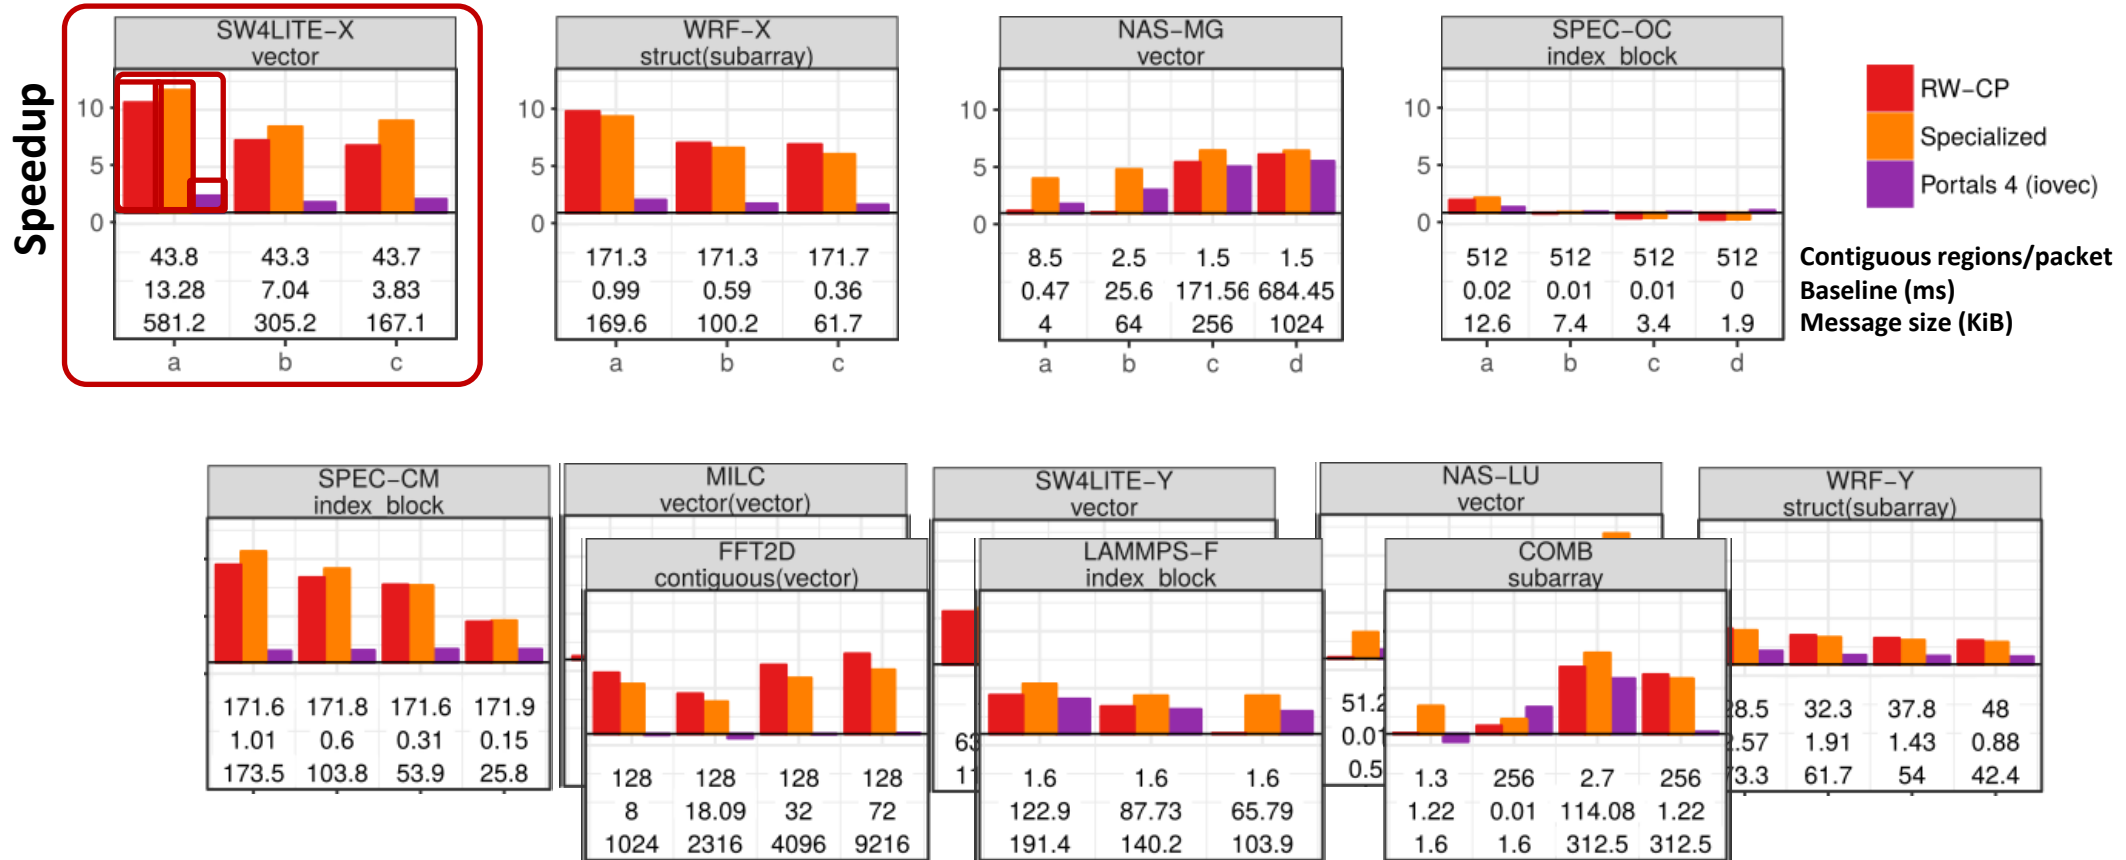 SW4LITE−X
vector
WRF−X
struct(subarray)
NAS−MG
vector
SPEC−OC
index_block
Speedup
10
5
0
10
5
0
10
5
0
10
5
0
RW−CP
Specialized
Portals 4 (iovec)
43.8 43.3 43.7
13.28 7.04 3.83
581.2 305.2 167.1
a b c
171.3 171.3 171.7
0.99 0.59 0.36
169.6 100.2 61.7
a b c
8.5 2.5 1.5 1.5
0.47 25.6 171.56 684.45
4 64 256 1024
a b c d
512 512 512 512
0.02 0.01 0.01 0
12.6 7.4 3.4 1.9
a b c d
Contiguous regions/packet
Baseline (ms)
Message size (KiB)
SPEC−CM
index_block
171.6 171.8 171.6 171.9
1.01 0.6 0.31 0.15
173.5 103.8 53.9 25.8
MILC
vector(vector)
FFT2D
contiguous(vector)
128 128 128 128
8 18.09 32 72
1024 2316 4096 9216
SW4LITE−Y
vector
LAMMPS−F
index_block
1.6 1.6 1.6
122.9 87.73 65.79
191.4 140.2 103.9
NAS−LU
vector
51.2
0.01
0.5
COMB
subarray
1.3 256 2.7 256
1.22 0.01 114.08 1.22
1.6 1.6 312.5 312.5
WRF−Y
struct(subarray)
28.5 32.3 37.8 48
.57 1.91 1.43 0.88
3.3 61.7 54 42.4